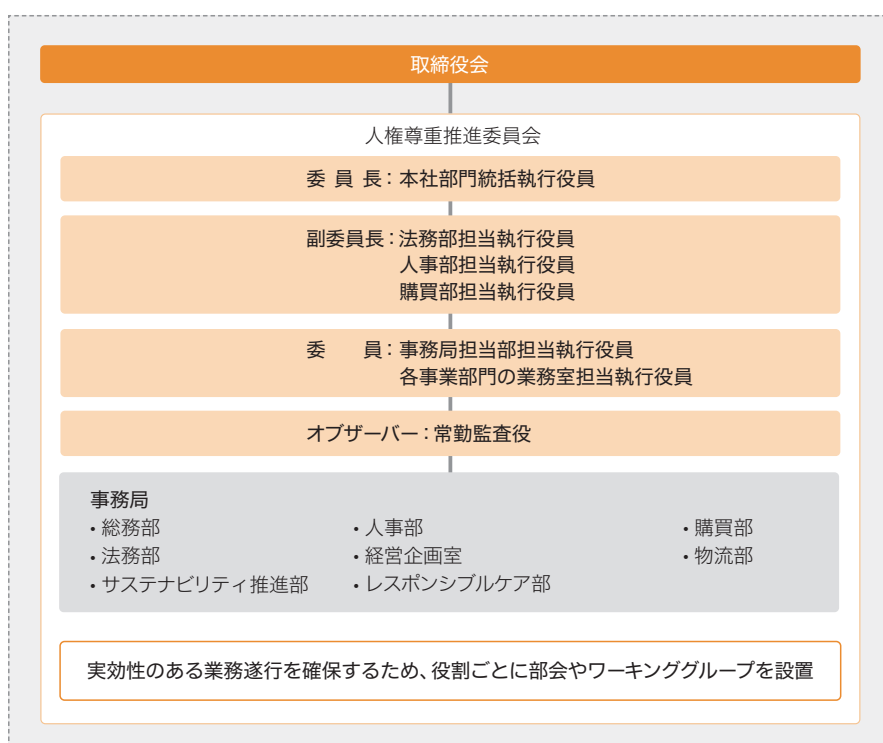 取締役会
人権尊重推進委員会
委 員 長：本社部門統括執行役員
副委員長：法務部担当執行役員
人事部担当執行役員
購買部担当執行役員
委　　員：事務局担当部担当執行役員
各事業部門の業務室担当執行役員
オブザーバー：常勤監査役
事務局
・総務部
・法務部
・サステナビリティ推進部
・人事部
・経営企画室
・レスポンシブルケア部
・購買部
・物流部
実効性のある業務遂行を確保するため、役割ごとに部会やワーキンググループを設置